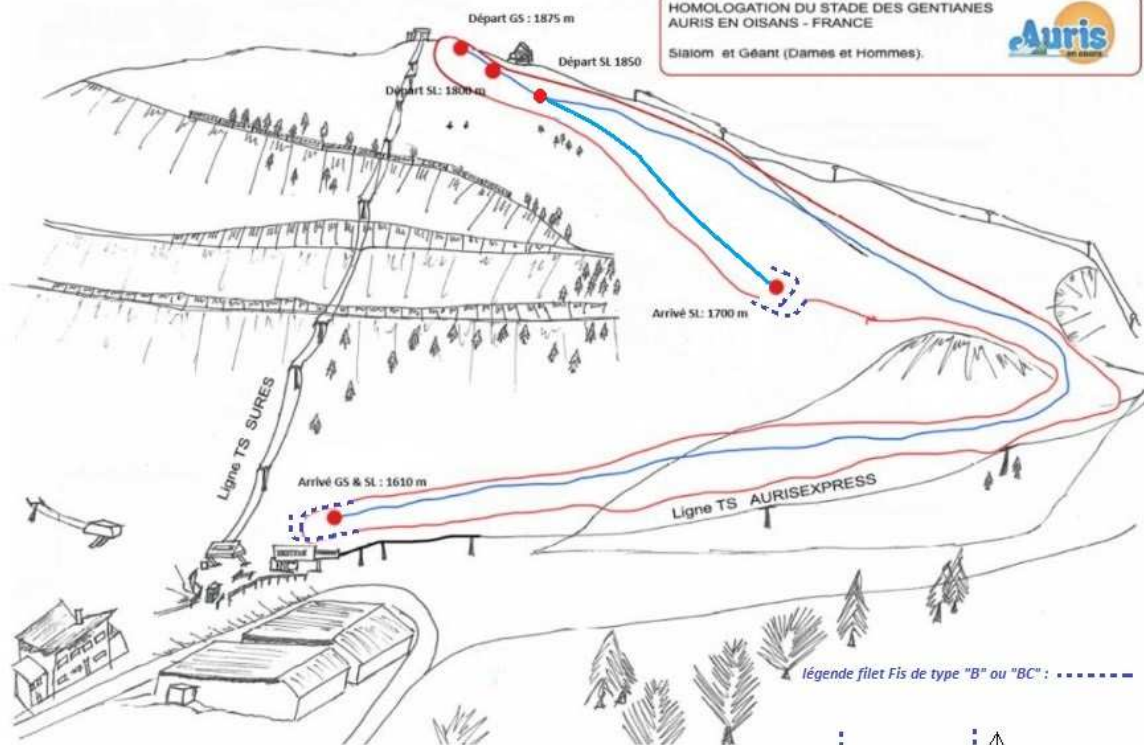 HOMOLOGATION DU STADE DES GENTIANES
AURIS EN OISANS - FRANCE
Slalom et Géant (Dames et Hommes).
Auris
en oisans
Départ GS : 1875 m
Départ SL 1850
Départ SL: 1800 m
Arrivé SL: 1700 m
Ligne TS SURES
Arrivé GS & SL : 1610 m
Ligne TS AURISEXPRESS
légende filet Fis de type "B" ou "BC" :